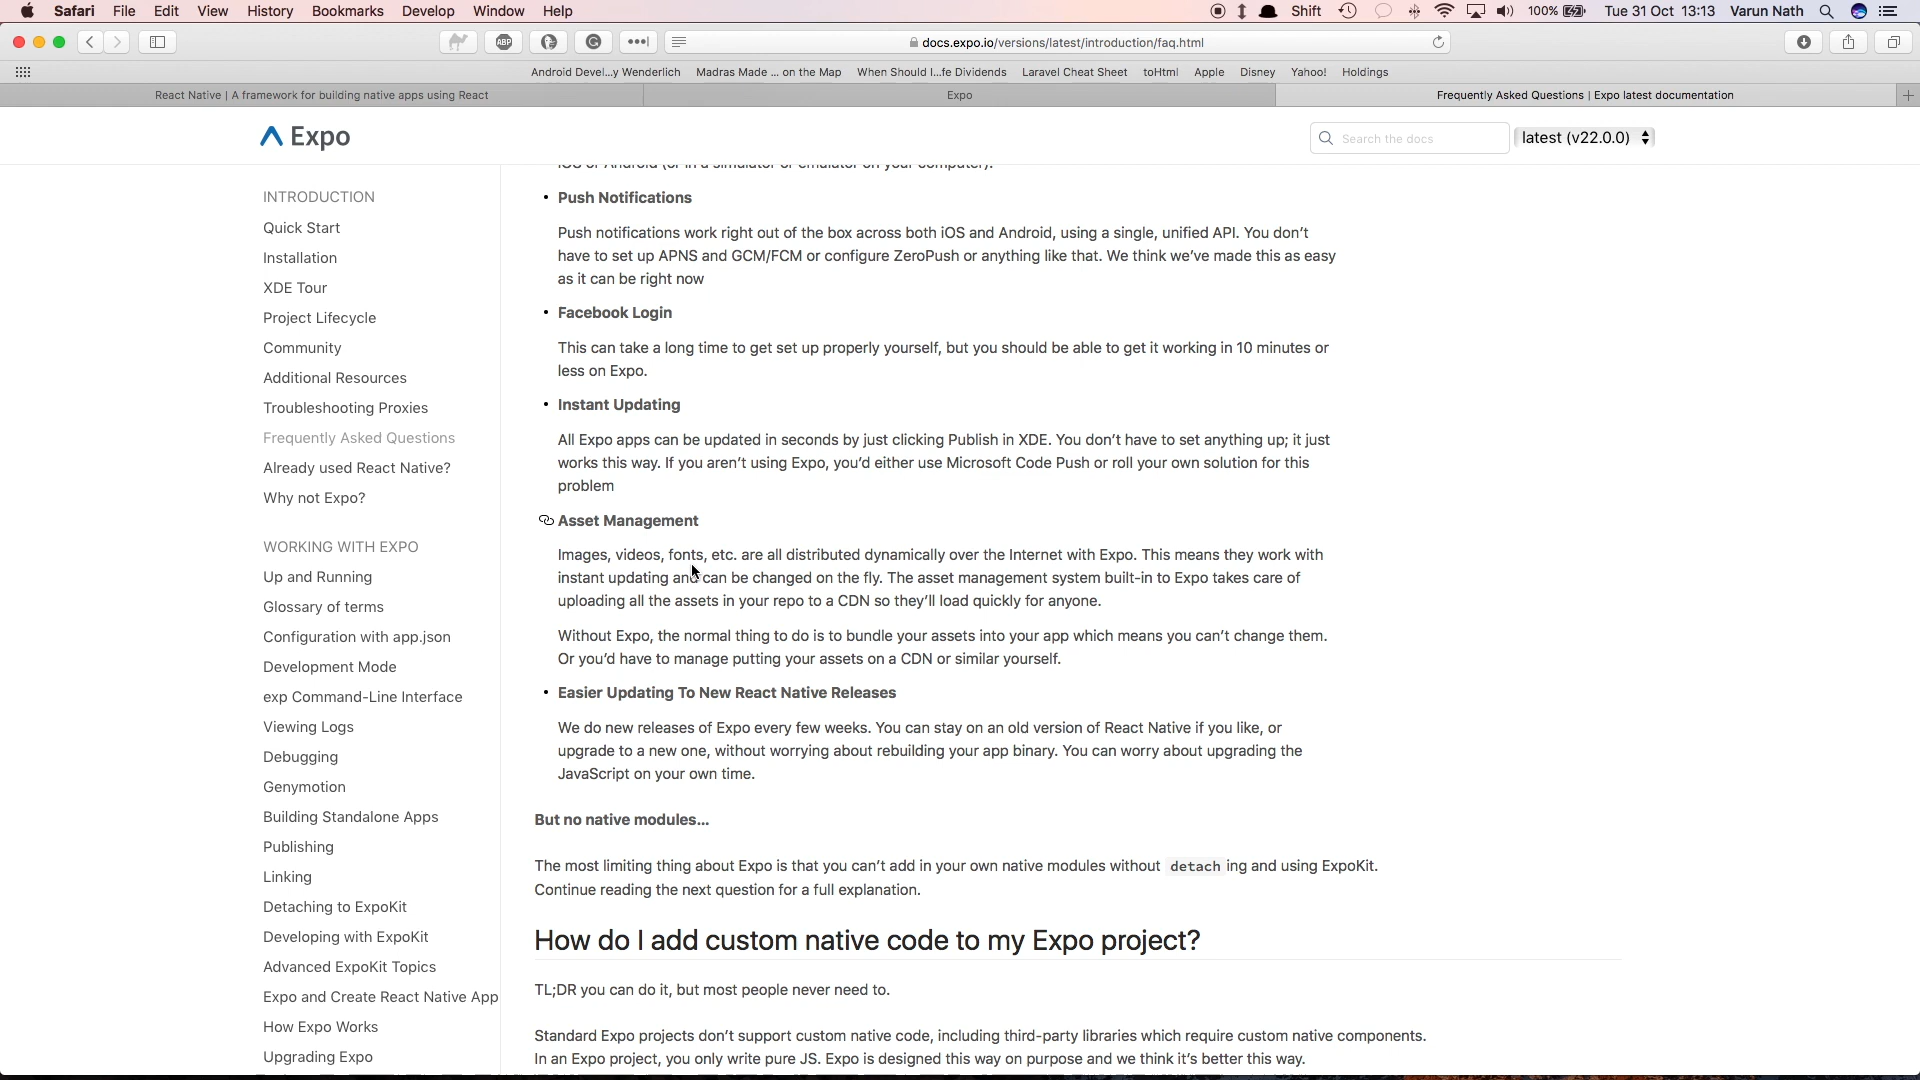 Safari File Edit View History Bookmarks Develop Window Help Shift 100% Tue 31 Oct 13:13 Varun Nath
ABP docs.expo.io/versions/latest/introduction/faq.html
Android Devel...y Wenderlich Madras Made ... on the Map When Should I...fe Dividends Laravel Cheat Sheet toHtml Apple Disney Yahoo! Holdings
React Native | A framework for building native apps using React Expo Frequently Asked Questions | Expo latest documentation
Expo Search the docs latest (v22.0.0)
INTRODUCTION
Quick Start
Installation
XDE Tour
Project Lifecycle
Community
Additional Resources
Troubleshooting Proxies
Frequently Asked Questions
Already used React Native?
Why not Expo?
WORKING WITH EXPO
Up and Running
Glossary of terms
Configuration with app.json
Development Mode
exp Command-Line Interface
Viewing Logs
Debugging
Genymotion
Building Standalone Apps
Publishing
Linking
Detaching to ExpoKit
Developing with ExpoKit
Advanced ExpoKit Topics
Expo and Create React Native App
How Expo Works
Upgrading Expo
iOS or Android (or in a simulator or emulator on your computer).
• Push Notifications
Push notifications work right out of the box across both iOS and Android, using a single, unified API. You don't
have to set up APNS and GCM/FCM or configure ZeroPush or anything like that. We think we've made this as easy
as it can be right now
• Facebook Login
This can take a long time to get set up properly yourself, but you should be able to get it working in 10 minutes or
less on Expo.
• Instant Updating
All Expo apps can be updated in seconds by just clicking Publish in XDE. You don't have to set anything up; it just
works this way. If you aren't using Expo, you'd either use Microsoft Code Push or roll your own solution for this
problem
Asset Management
Images, videos, fonts, etc. are all distributed dynamically over the Internet with Expo. This means they work with
instant updating and can be changed on the fly. The asset management system built-in to Expo takes care of
uploading all the assets in your repo to a CDN so they'll load quickly for anyone.
Without Expo, the normal thing to do is to bundle your assets into your app which means you can't change them.
Or you'd have to manage putting your assets on a CDN or similar yourself.
• Easier Updating To New React Native Releases
We do new releases of Expo every few weeks. You can stay on an old version of React Native if you like, or
upgrade to a new one, without worrying about rebuilding your app binary. You can worry about upgrading the
JavaScript on your own time.
But no native modules...
The most limiting thing about Expo is that you can't add in your own native modules without detach ing and using ExpoKit.
Continue reading the next question for a full explanation.
How do I add custom native code to my Expo project?
TL;DR you can do it, but most people never need to.
Standard Expo projects don't support custom native code, including third-party libraries which require custom native components.
In an Expo project, you only write pure JS. Expo is designed this way on purpose and we think it's better this way.